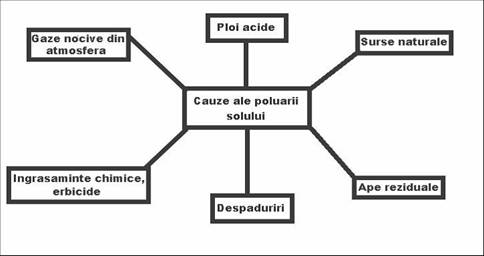 Ploi acide
Gaze nocive din
atmosfera
Surse naturale
Cauze ale poluarii
solului
Ingrasaminte chimice,
erbicide
Ape reziduale
Despaduriri